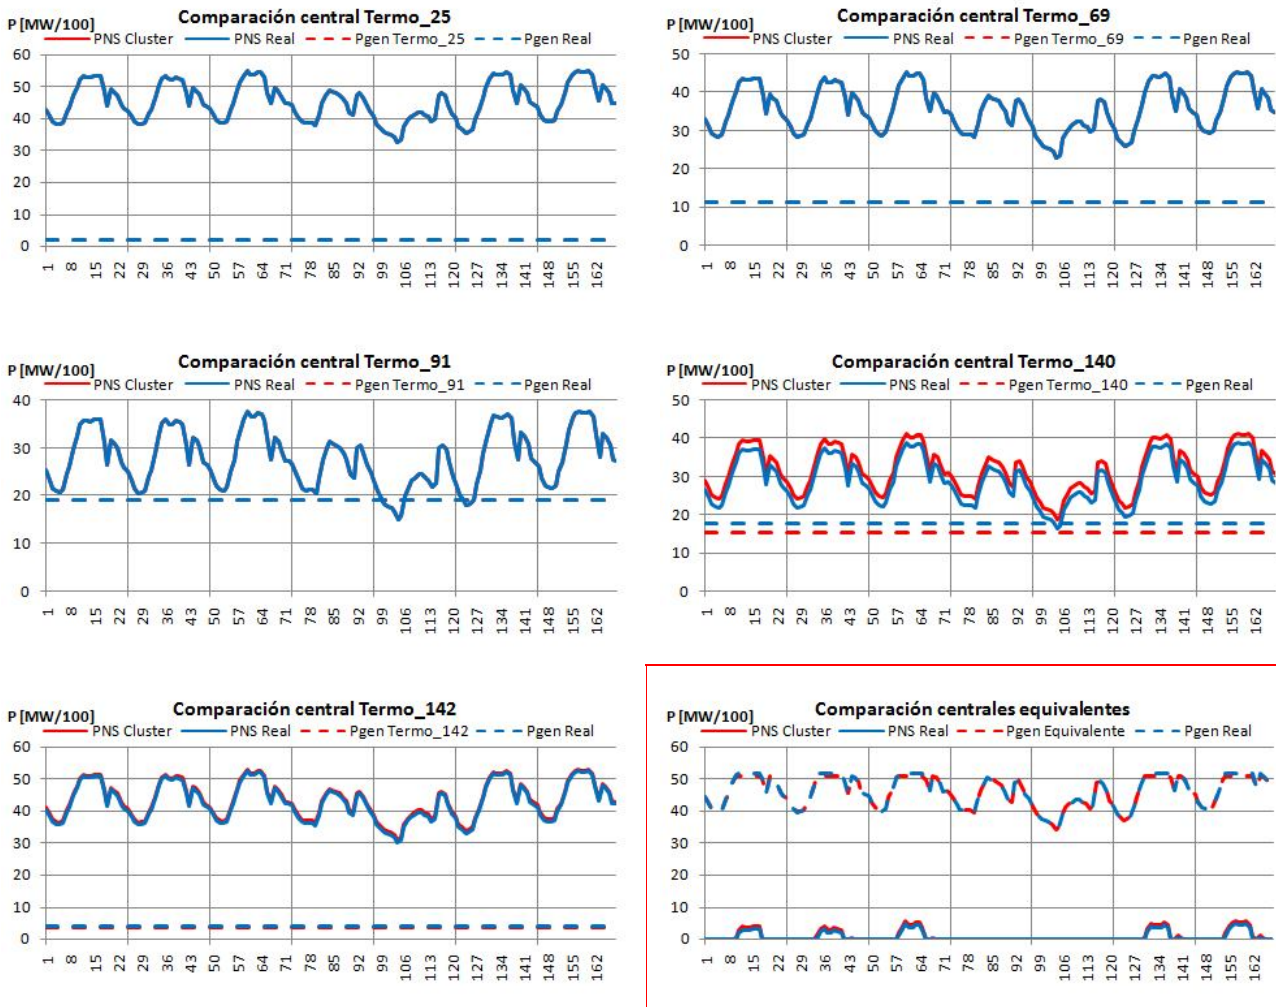 Comparación central Termo_25
P [MW/100]
PNS Cluster PNS Real Pgen Termo_25 Pgen Real
60
50
40
30
20
10
0
1 8 15 22 29 36 43 50 57 64 71 78 85 92 99 106 113 120 127 134 141 148 155 162
Comparación central Termo_69
P [MW/100]
PNS Cluster PNS Real Pgen Termo_69 Pgen Real
50
40
30
20
10
0
1 8 15 22 29 36 43 50 57 64 71 78 85 92 99 106 113 120 127 134 141 148 155 162
Comparación central Termo_91
P [MW/100]
PNS Cluster PNS Real Pgen Termo_91 Pgen Real
40
30
20
10
0
1 8 15 22 29 36 43 50 57 64 71 78 85 92 99 106 113 120 127 134 141 148 155 162
Comparación central Termo_140
P [MW/100]
PNS Cluster PNS Real Pgen Termo_140 Pgen Real
50
40
30
20
10
0
1 8 15 22 29 36 43 50 57 64 71 78 85 92 99 106 113 120 127 134 141 148 155 162
Comparación central Termo_142
P [MW/100]
PNS Cluster PNS Real Pgen Termo_142 Pgen Real
60
50
40
30
20
10
0
1 8 15 22 29 36 43 50 57 64 71 78 85 92 99 106 113 120 127 134 141 148 155 162
Comparación centrales equivalentes
P [MW/100]
PNS Cluster PNS Real Pgen Equivalente Pgen Real
60
50
40
30
20
10
0
1 8 15 22 29 36 43 50 57 64 71 78 85 92 99 106 113 120 127 134 141 148 155 162